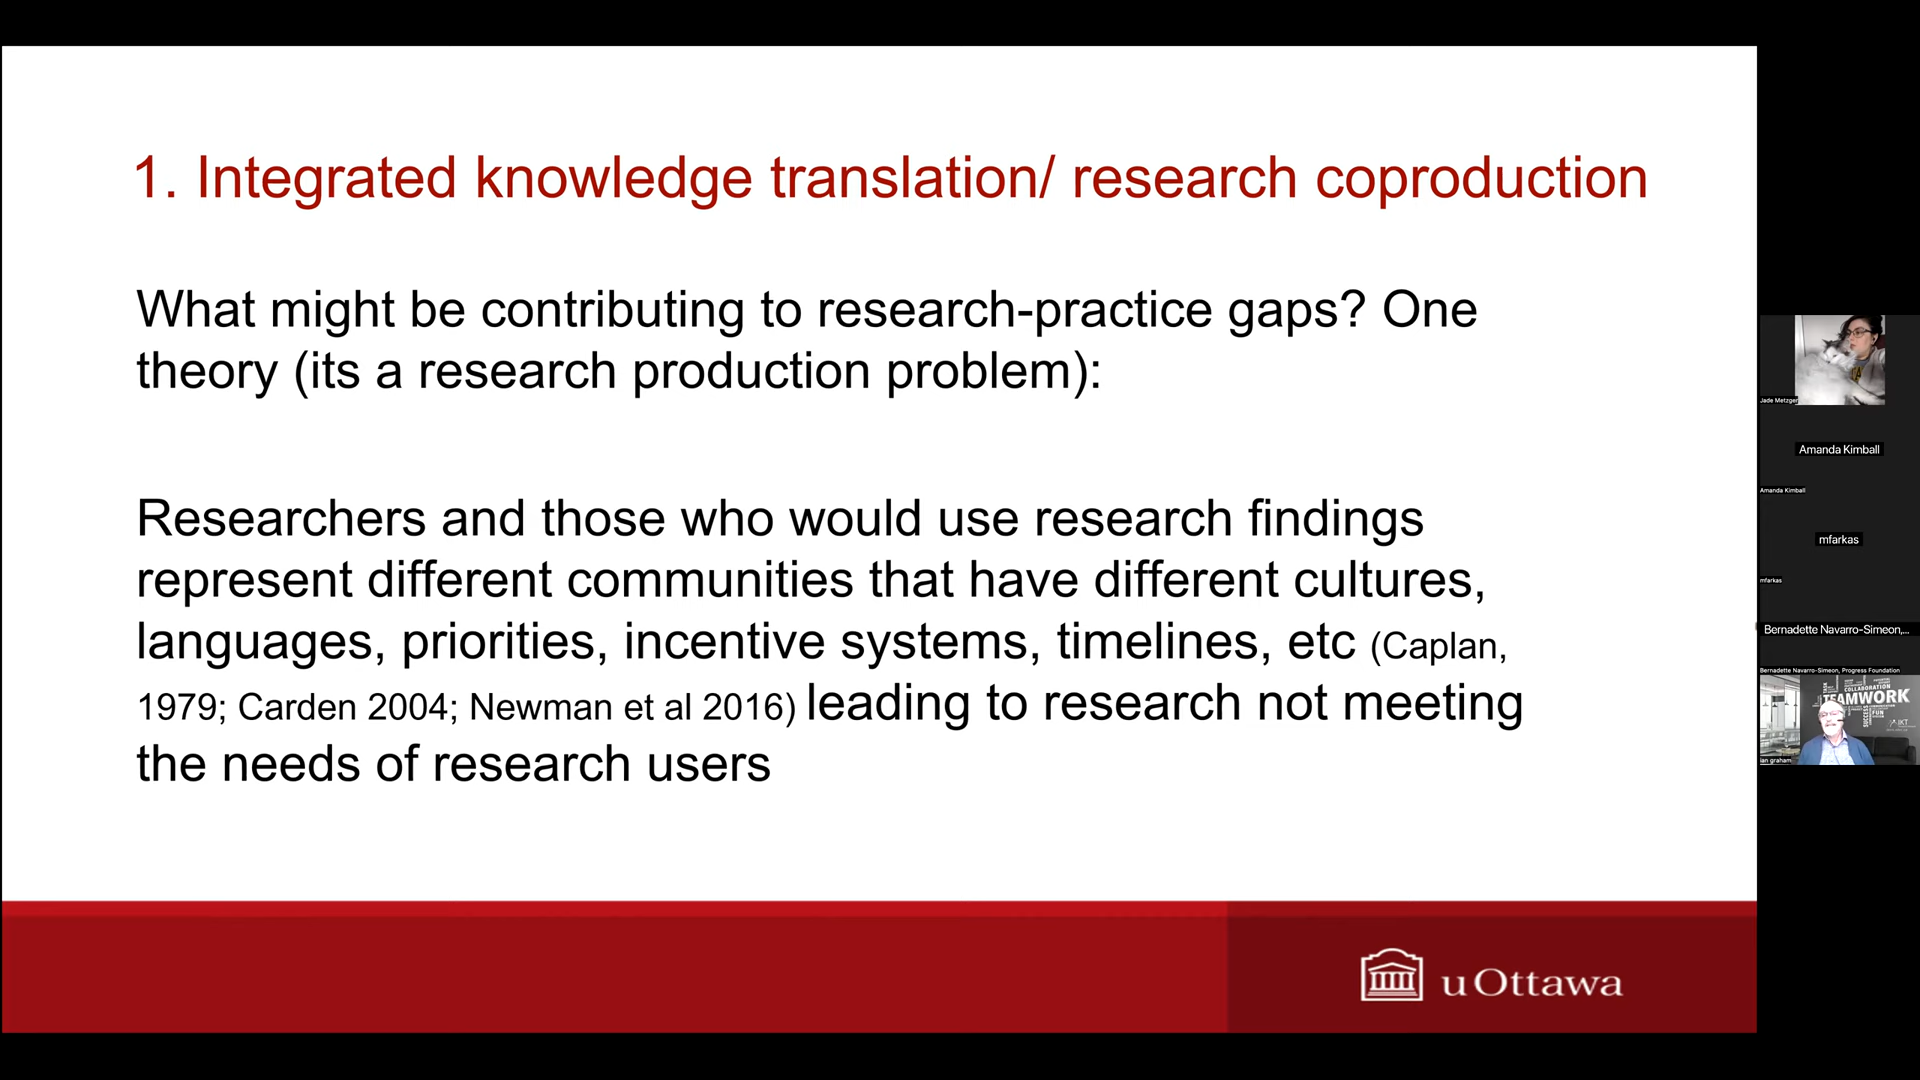 1. Integrated knowledge translation/ research coproduction
What might be contributing to research-practice gaps? One
theory (its a research production problem):
Researchers and those who would use research findings
represent different communities that have different cultures,
languages, priorities, incentive systems, timelines, etc (Caplan,
1979; Carden 2004; Newman et al 2016) leading to research not meeting
the needs of research users
uOttawa
Jade Metzger
Amanda Kimball
Amanda Kimball
mfarkas
mfarkas
Bernadette Navarro-Simeon,...
Bernadette Navarro-Simeon, Progress Foundation
COLLABORATION
TEAMWORK
SUCCESS
FUN
IKT
ian graham